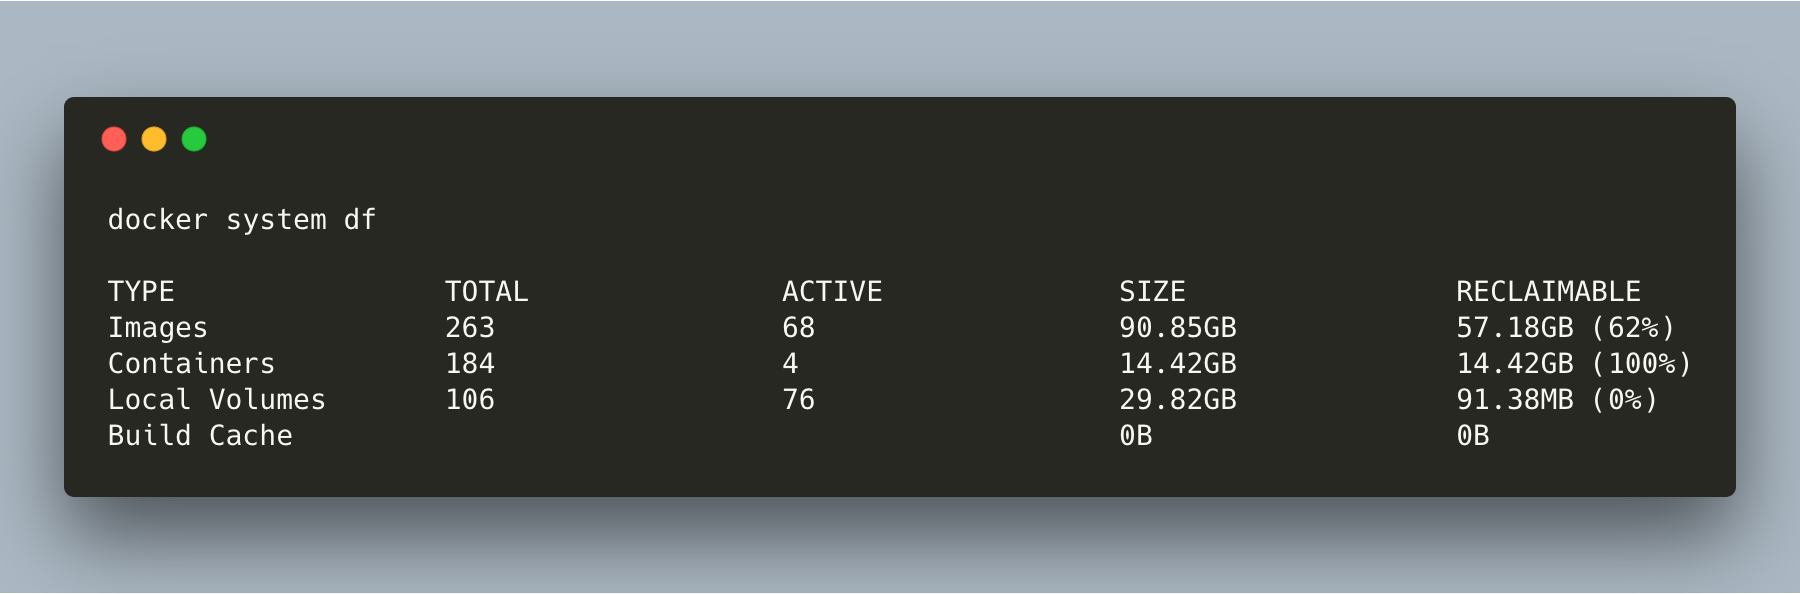 docker system df
TYPE TOTAL ACTIVE SIZE RECLAIMABLE
Images 263 68 90.85GB 57.18GB (62%)
Containers 184 4 14.42GB 14.42GB (100%)
Local Volumes 106 76 29.82GB 91.38MB (0%)
Build Cache 0B 0B